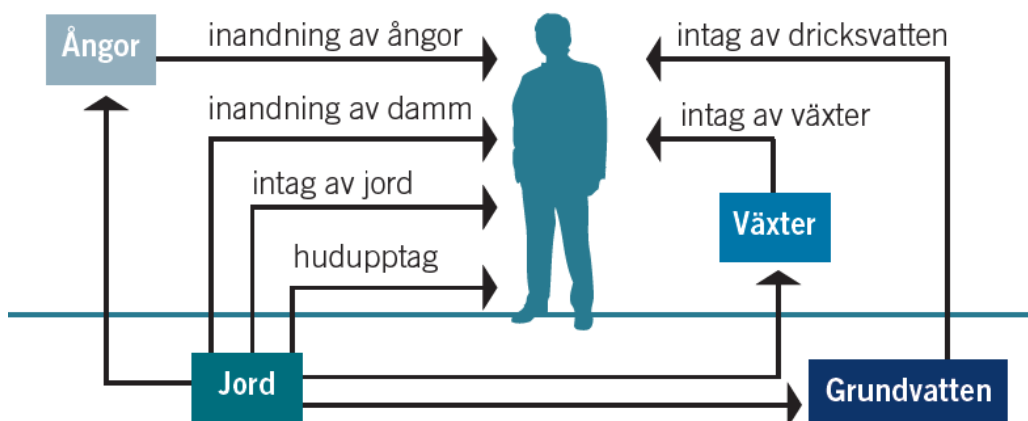 Ångor
inandning av ångor
intag av dricksvatten
inandning av damm
intag av växter
intag av jord
Växter
hudupptag
Jord
Grundvatten